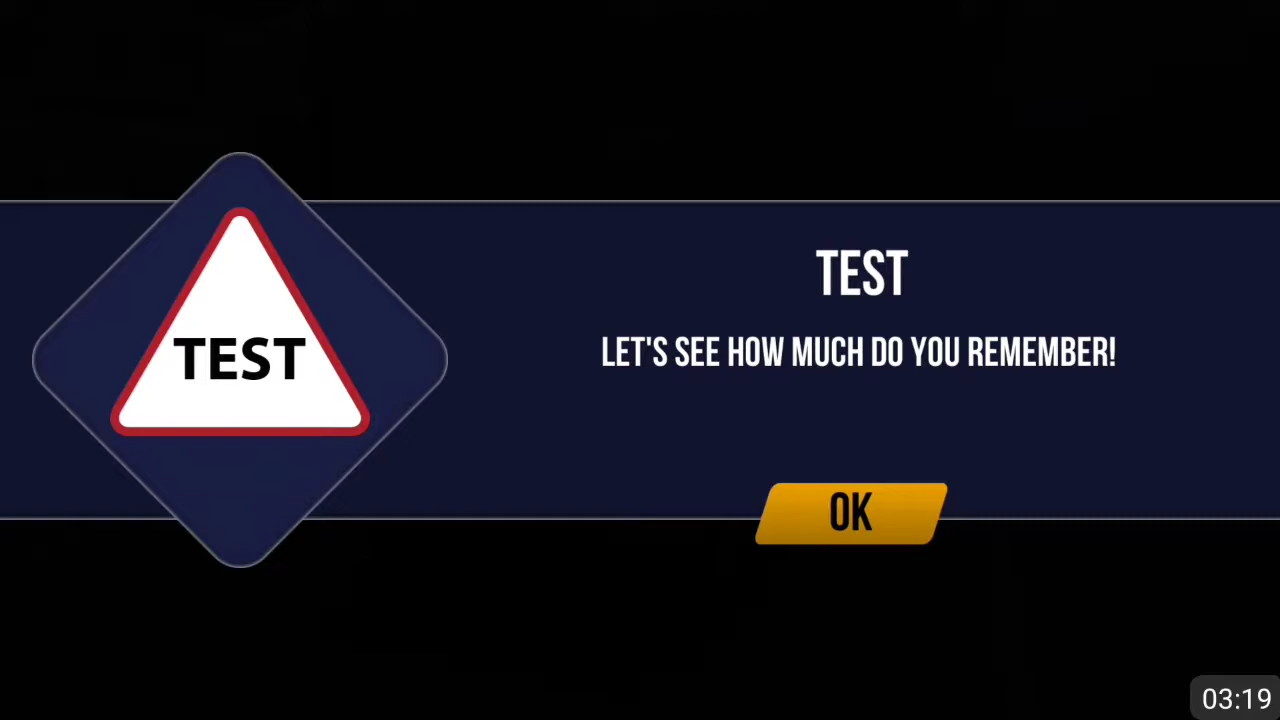 TEST
TEST
LET'S SEE HOW MUCH DO YOU REMEMBER!
OK
03:19